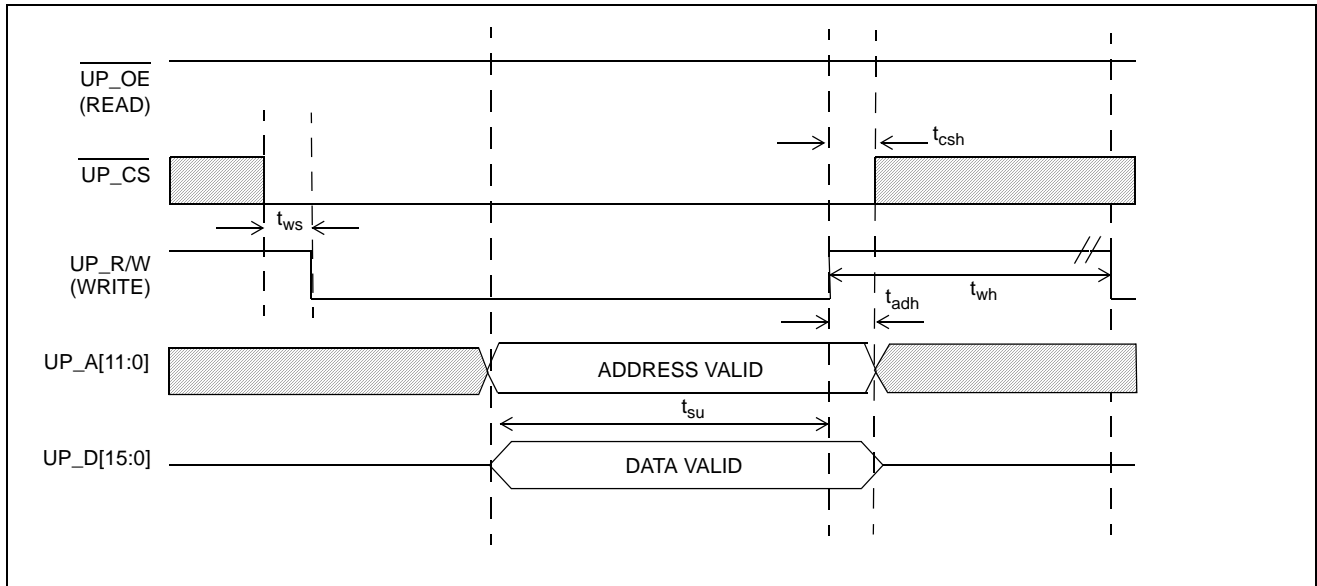 UP_OE
(READ)
t_csh
UP_CS
t_ws
UP_R/W
(WRITE)
t_wh
t_adh
UP_A[11:0]
ADDRESS VALID
t_su
UP_D[15:0]
DATA VALID